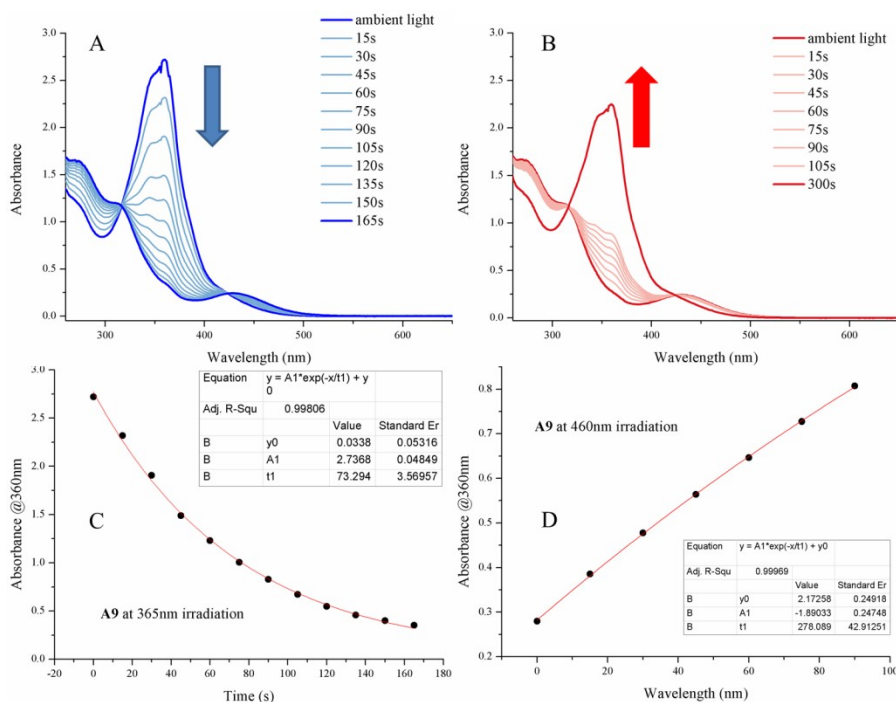 A
ambient light
15s
30s
45s
60s
75s
90s
105s
120s
135s
150s
165s
3.0
2.5
2.0
1.5
1.0
0.5
0.0
Absorbance
300
400
500
600
Wavelength (nm)
B
ambient light
15s
30s
45s
60s
75s
90s
105s
300s
3.0
2.5
2.0
1.5
1.0
0.5
0.0
Absorbance
300
400
500
600
Wavelength (nm)
C
Equation y = A1*exp(-x/t1) + y
0
Adj. R-Squ 0.99806
Value Standard Er
B y0 0.0338 0.05316
B A1 2.7368 0.04849
B t1 73.294 3.56957
A9 at 365nm irradiation
3.0
2.5
2.0
1.5
1.0
0.5
0.0
Absorbance @360nm
-20 0 20 40 60 80 100 120 140 160 180
Time (s)
D
A9 at 460nm irradiation
Equation y = A1*exp(-x/t1) + y0
Adj. R-Squ 0.99969
Value Standard Er
B y0 2.17258 0.24918
B A1 -1.89033 0.24748
B t1 278.089 42.91251
0.8
0.7
0.6
0.5
0.4
0.3
0.2
Absorbance @360nm
0 20 40 60 80 100
Wavelength (nm)